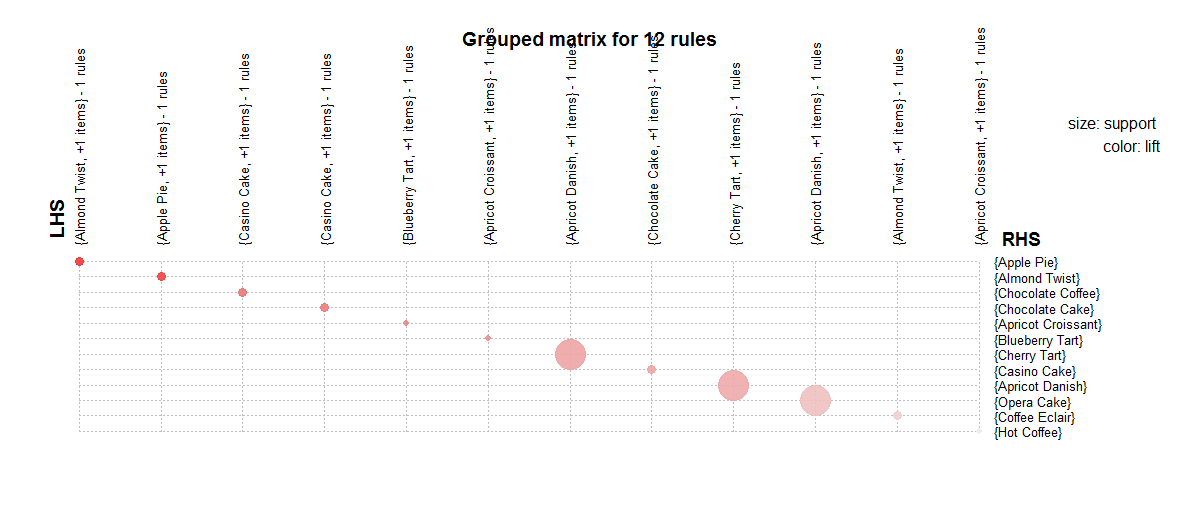 Grouped matrix for 12 rules
size: support
color: lift
LHS
{Almond Twist, +1 items} - 1 rules
{Apple Pie, +1 items} - 1 rules
{Casino Cake, +1 items} - 1 rules
{Casino Cake, +1 items} - 1 rules
{Blueberry Tart, +1 items} - 1 rules
{Apricot Croissant, +1 items} - 1 rules
{Apricot Danish, +1 items} - 1 rules
{Chocolate Cake, +1 items} - 1 rules
{Cherry Tart, +1 items} - 1 rules
{Apricot Danish, +1 items} - 1 rules
{Almond Twist, +1 items} - 1 rules
{Apricot Croissant, +1 items} - 1 rules
RHS
{Apple Pie}
{Almond Twist}
{Chocolate Coffee}
{Chocolate Cake}
{Apricot Croissant}
{Blueberry Tart}
{Cherry Tart}
{Casino Cake}
{Apricot Danish}
{Opera Cake}
{Coffee Eclair}
{Hot Coffee}